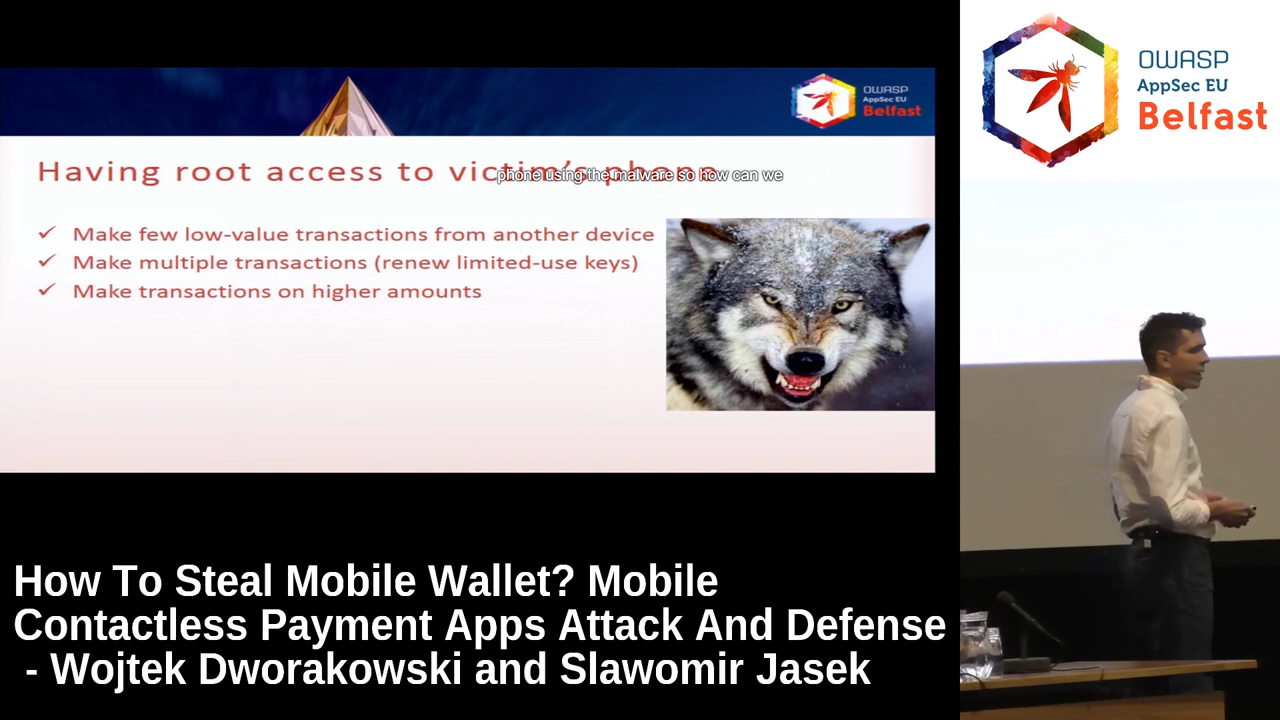 OWASP
AppSec EU
Belfast
OWASP
AppSec EU
Belfast
Having root access to victim's phone
phone using the malware so how can we
Make few low-value transactions from another device
Make multiple transactions (renew limited-use keys)
Make transactions on higher amounts
How To Steal Mobile Wallet? Mobile
Contactless Payment Apps Attack And Defense
- Wojtek Dworakowski and Slawomir Jasek